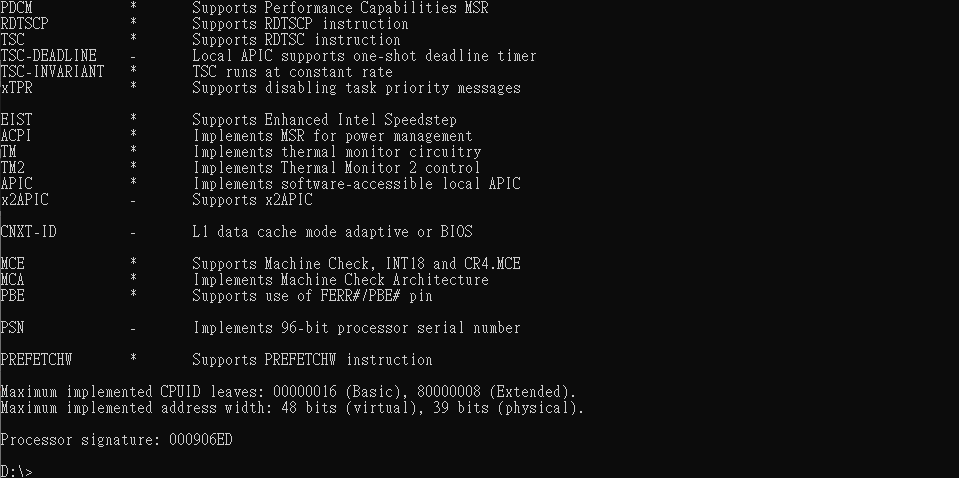 PDCM * Supports Performance Capabilities MSR
RDTSCP * Supports RDTSCP instruction
TSC * Supports RDTSC instruction
TSC-DEADLINE - Local APIC supports one-shot deadline timer
TSC-INVARIANT * TSC runs at constant rate
xTPR * Supports disabling task priority messages
EIST * Supports Enhanced Intel Speedstep
ACPI * Implements MSR for power management
TM * Implements thermal monitor circuitry
TM2 * Implements Thermal Monitor 2 control
APIC * Implements software-accessible local APIC
x2APIC - Supports x2APIC
CNXT-ID - L1 data cache mode adaptive or BIOS
MCE * Supports Machine Check, INT18 and CR4.MCE
MCA * Implements Machine Check Architecture
PBE * Supports use of FERR#/PBE# pin
PSN - Implements 96-bit processor serial number
PREFETCHW * Supports PREFETCHW instruction
Maximum implemented CPUID leaves: 00000016 (Basic), 80000008 (Extended).
Maximum implemented address width: 48 bits (virtual), 39 bits (physical).
Processor signature: 000906ED
D:\>